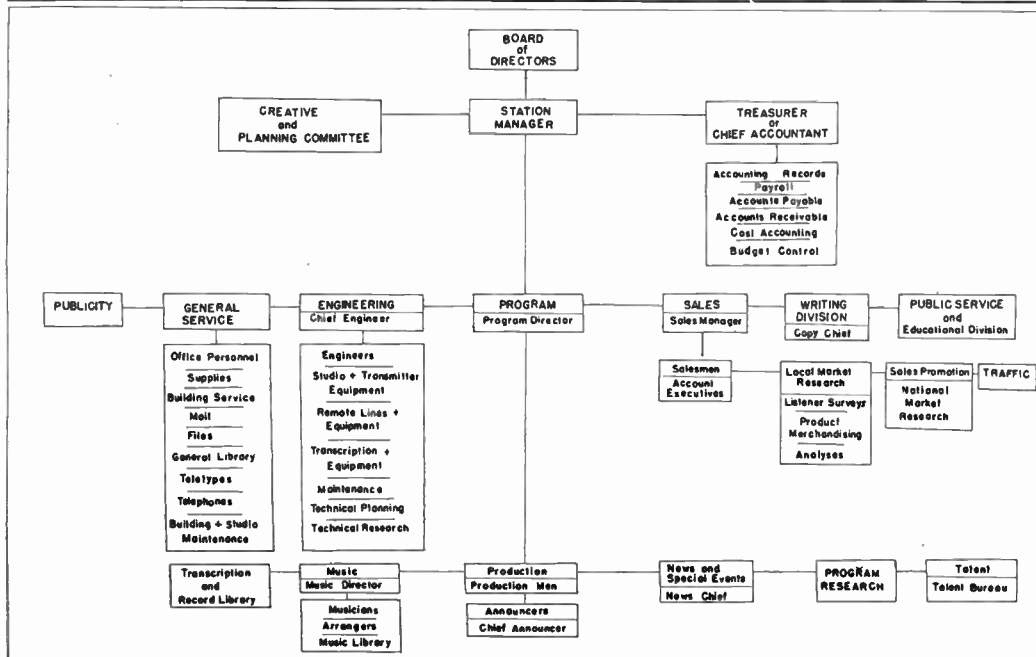 BOARD
of
DIRECTORS
CREATIVE
and
PLANNING COMMITTEE
STATION
MANAGER
TREASURER
or
CHIEF ACCOUNTANT
Accounting Records
Payroll
Accounts Payable
Accounts Receivable
Cost Accounting
Budget Control
PUBLICITY
GENERAL
SERVICE
ENGINEERING
Chief Engineer
PROGRAM
Program Director
SALES
Sales Manager
WRITING
DIVISION
Copy Chief
PUBLIC SERVICE
and
Educational Division
Office Personnel
Supplies
Building Service
Mail
Files
General Library
Teletypes
Telephones
Building + Studio
Maintenance
Engineers
Studio + Transmitter
Equipment
Remote Lines +
Equipment
Transcription +
Equipment
Maintenance
Technical Planning
Technical Research
Salesmen
Account
Executives
Local Market
Research
Listener Surveys
Product
Merchandising
Analyses
Sales Promotion
National
Market
Research
TRAFFIC
Transcription
and
Record Library
Music
Music Director
Musicians
Arrangers
Music Library
Production
Production Men
Announcers
Chief Announcer
News and
Special Events
News Chief
PROGRAM
RESEARCH
Talent
Talent Bureau